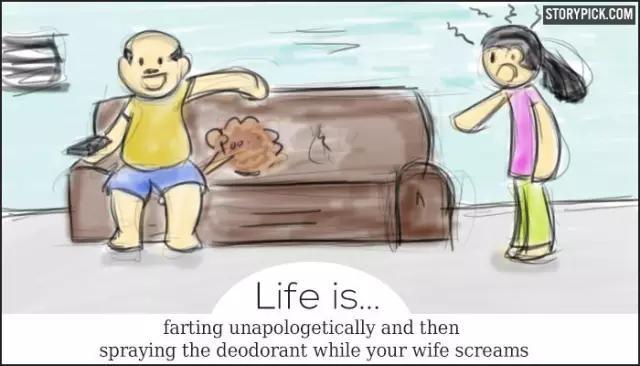 STORYPICK.COM
Poo
Life is...
farting unapologetically and then
spraying the deodorant while your wife screams